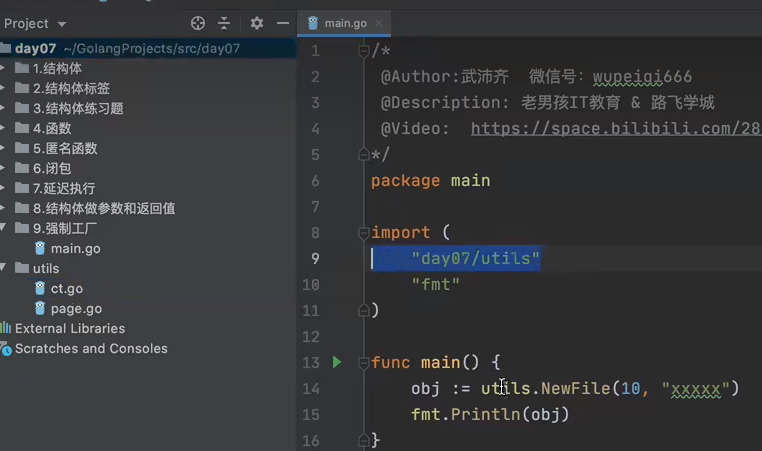 Project
day07 ~/GolangProjects/src/day07
1.结构体
2.结构体标签
3.结构体练习题
4.函数
5.匿名函数
6.闭包
7.延迟执行
8.结构体做参数和返回值
9.强制工厂
main.go
utils
ct.go
page.go
External Libraries
Scratches and Consoles
main.go
1 /*
2 @Author:武沛齐 微信号: wupeiqi666
3 @Description: 老男孩IT教育 & 路飞学城
4 @Video: https://space.bilibili.com/28
5 */
6 package main
7
8 import (
9 "day07/utils"
10 "fmt"
11 )
12
13 func main() {
14 obj := utils.NewFile(10, "xxxxx")
15 fmt.Println(obj)
16 }